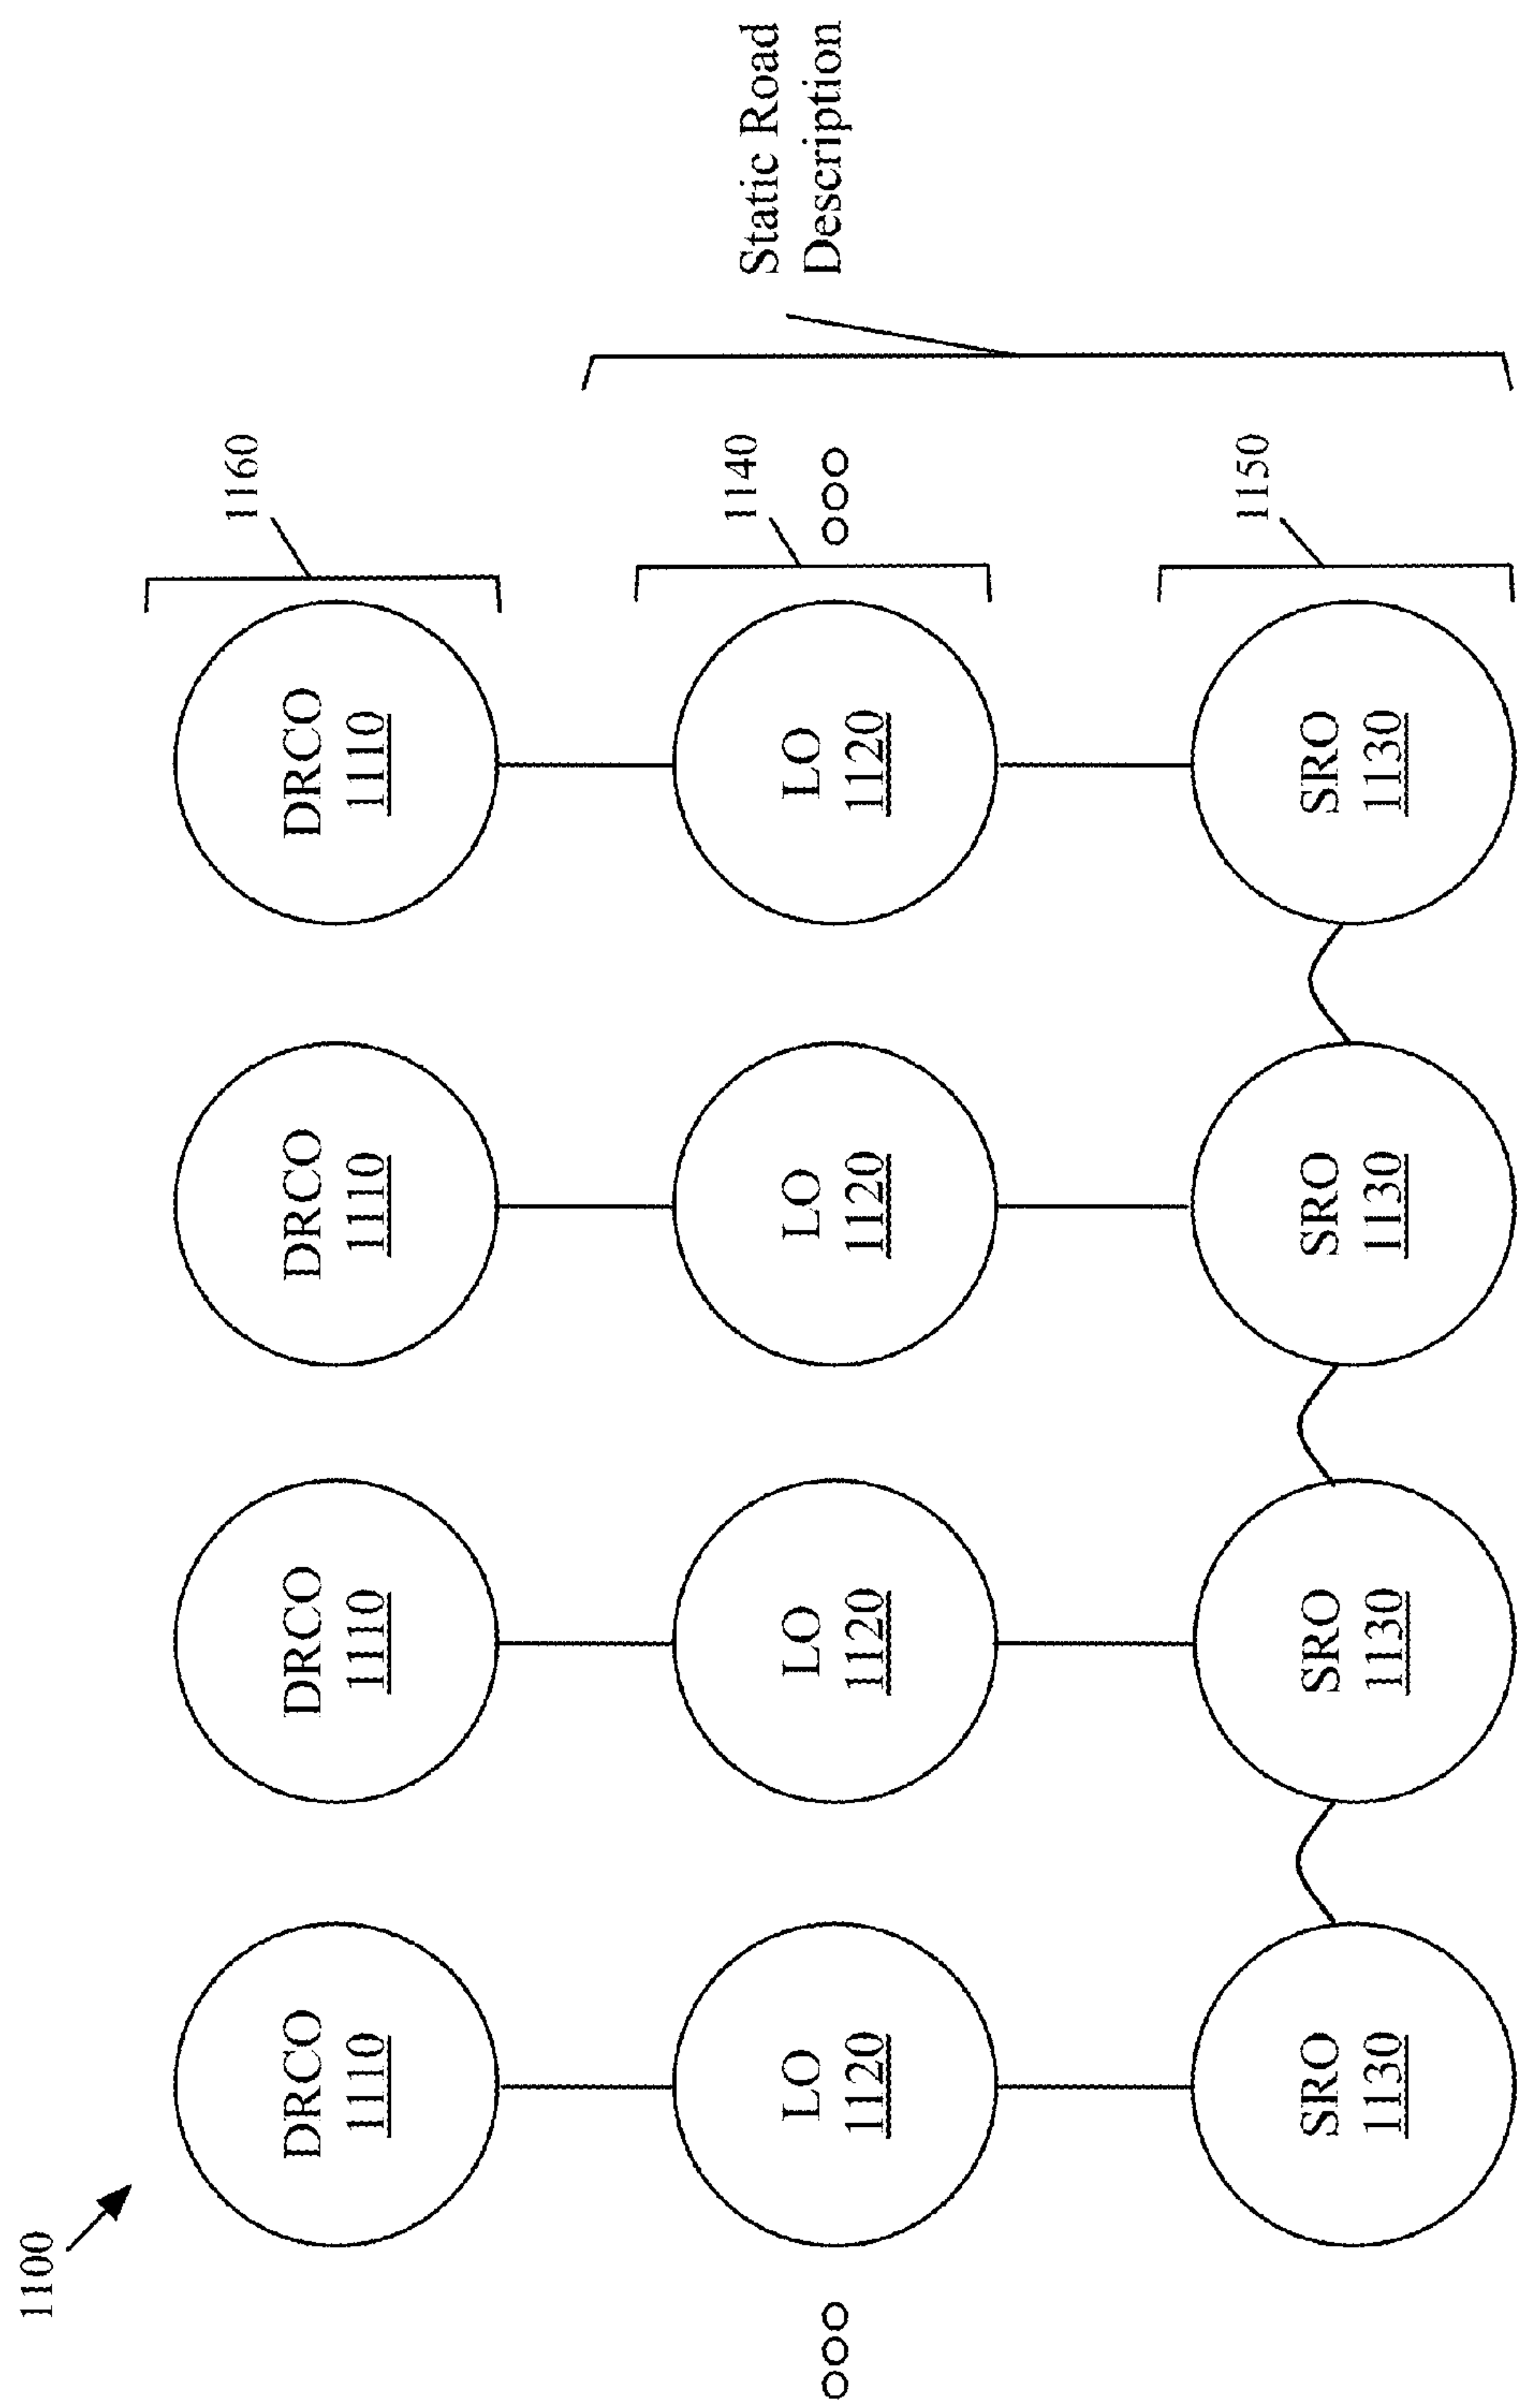 1100
1160
DRCO
1110
DRCO
1110
DRCO
1110
DRCO
1110
1140
Static Road
Description
LO
1120
LO
1120
LO
1120
LO
1120
1150
SRO
1130
SRO
1130
SRO
1130
SRO
1130